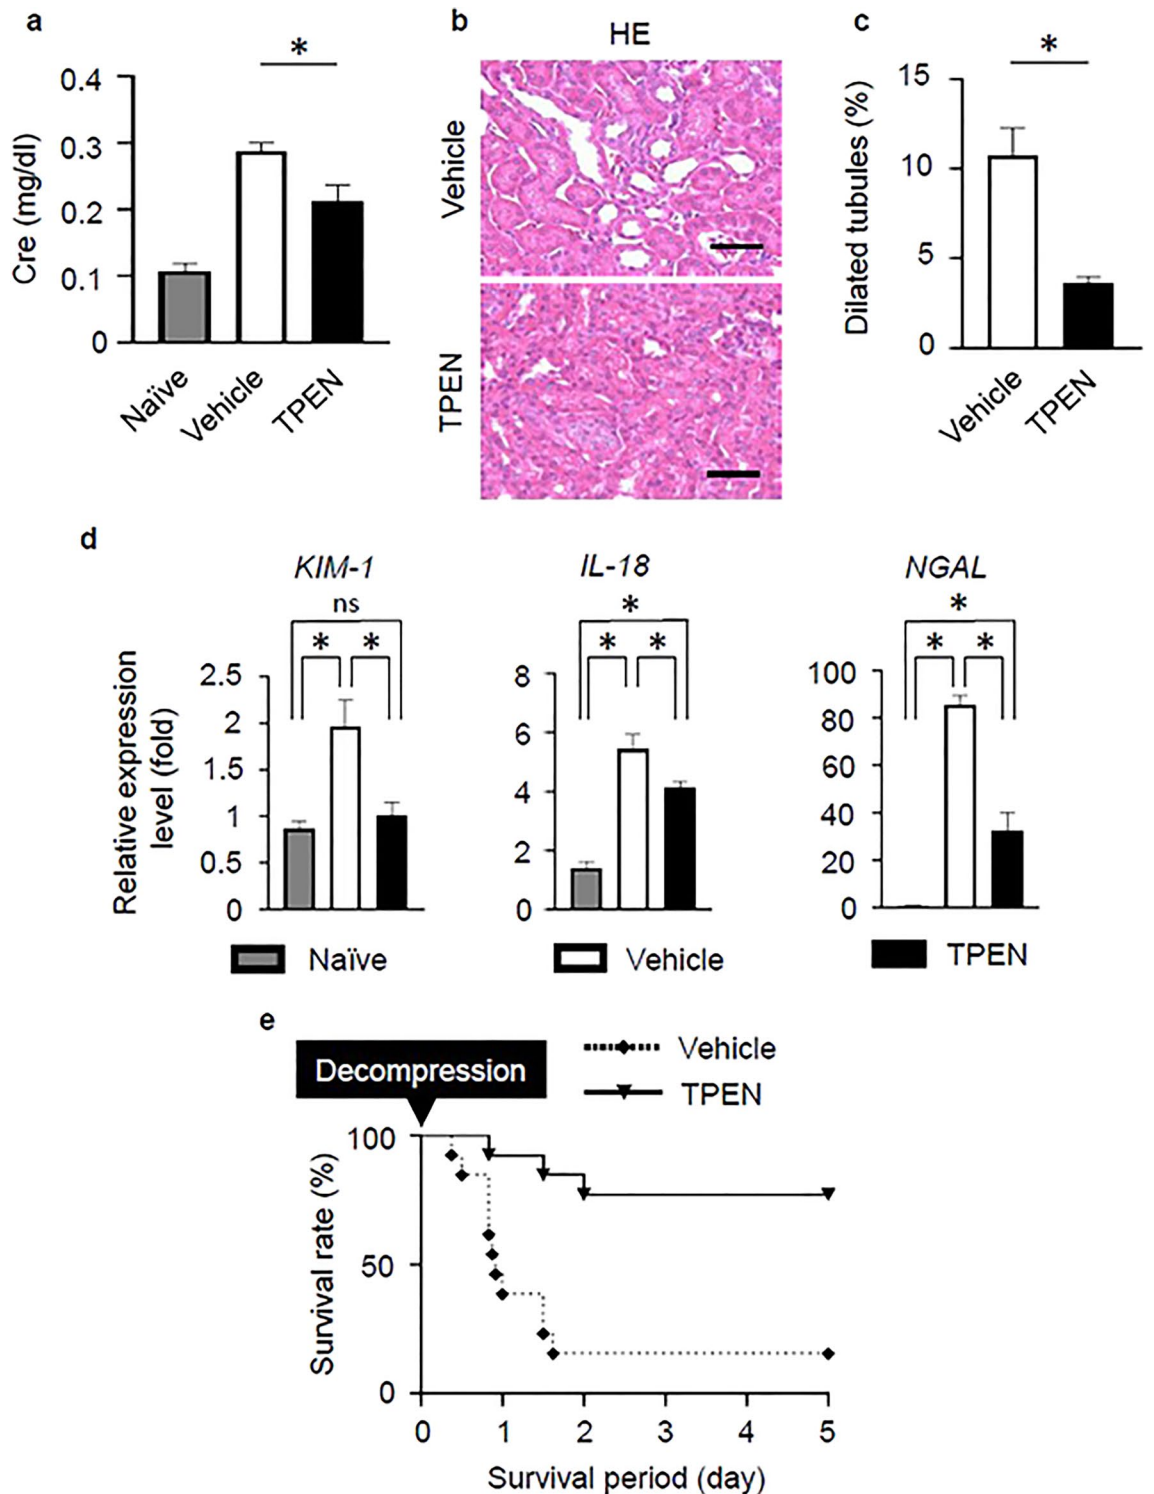 a
*
0.4
0.3
0.2
0.1
0
Cre (mg/dl)
Naïve
Vehicle
TPEN
b
HE
Vehicle
TPEN
c
*
15
10
5
0
Dilated tubules (%)
Vehicle
TPEN
d
KIM-1
ns
* *
2.5
2
1.5
1
0.5
0
Relative expression
level (fold)
IL-18
*
* *
8
6
4
2
0
NGAL
*
* *
100
80
60
40
20
0
Naïve
Vehicle
TPEN
e
Decompression
Vehicle
TPEN
100
50
0
Survival rate (%)
0 1 2 3 4 5
Survival period (day)